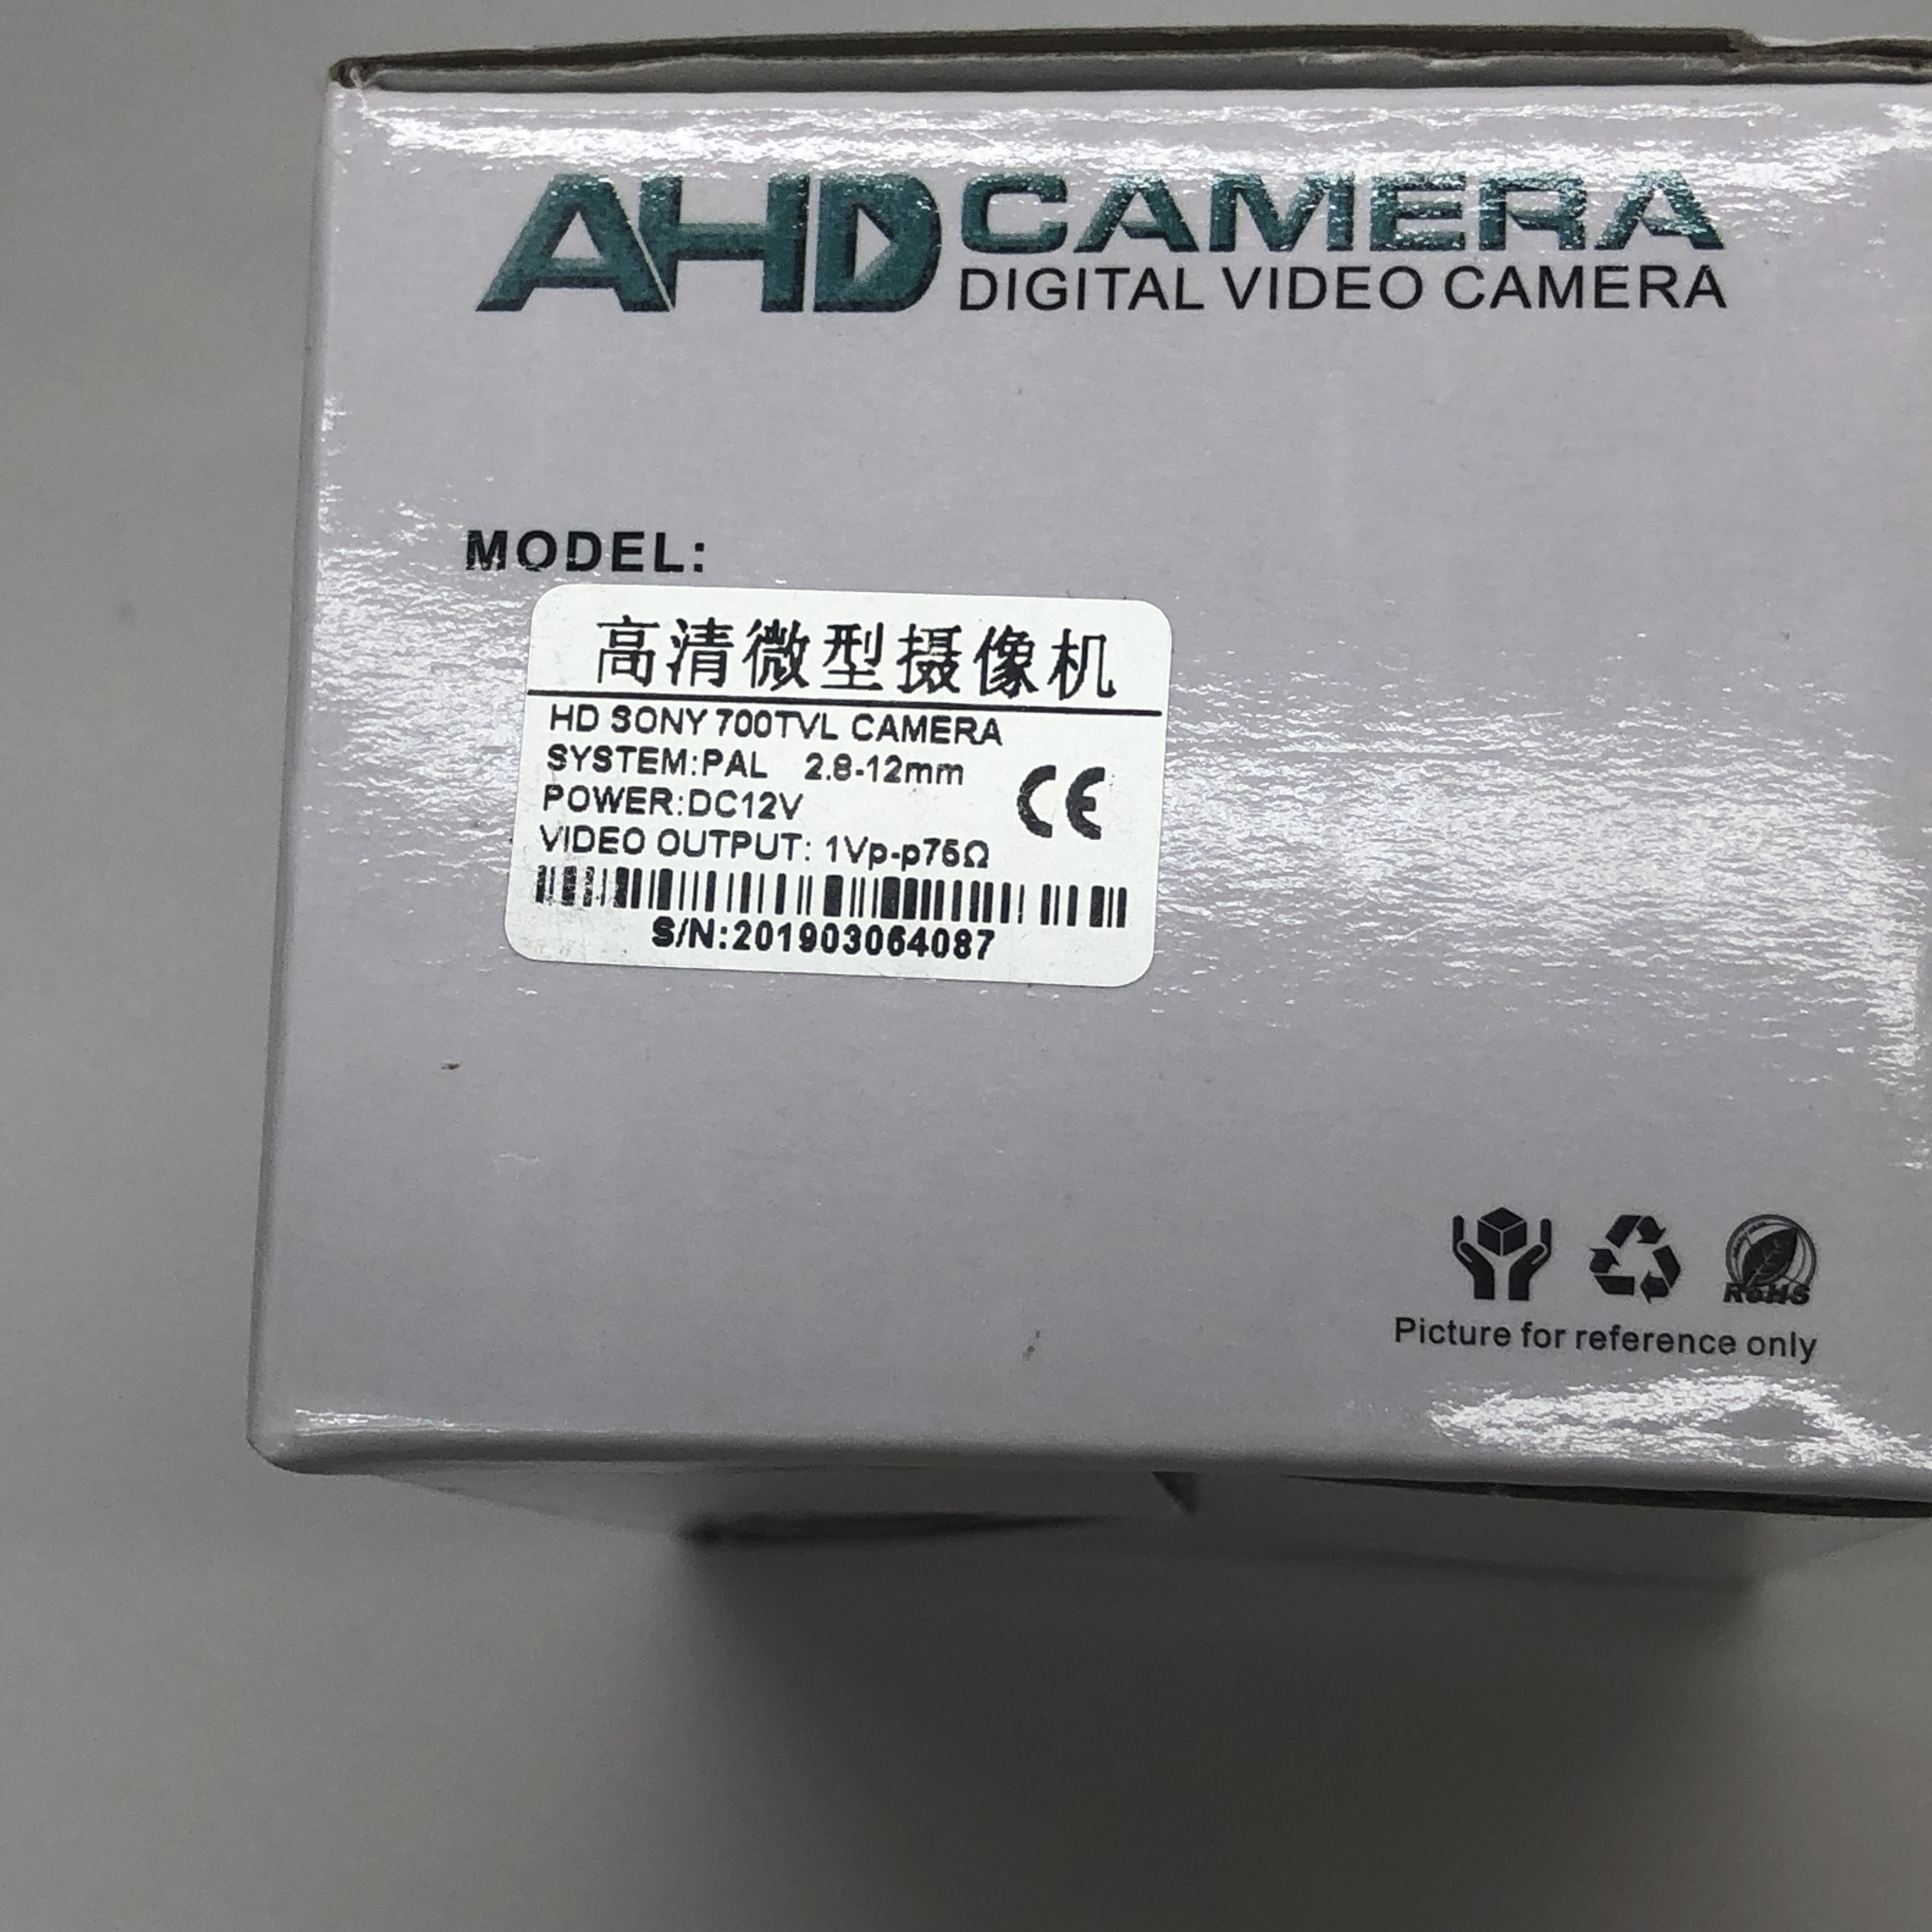 AHD CAMERA
DIGITAL VIDEO CAMERA
MODEL:
高清微型摄像机
HD SONY 700TVL CAMERA
SYSTEM:PAL 2.8-12mm
POWER:DC12V
VIDEO OUTPUT: 1Vp-p75Ω
CE
S/N:201903064087
RoHS
Picture for reference only